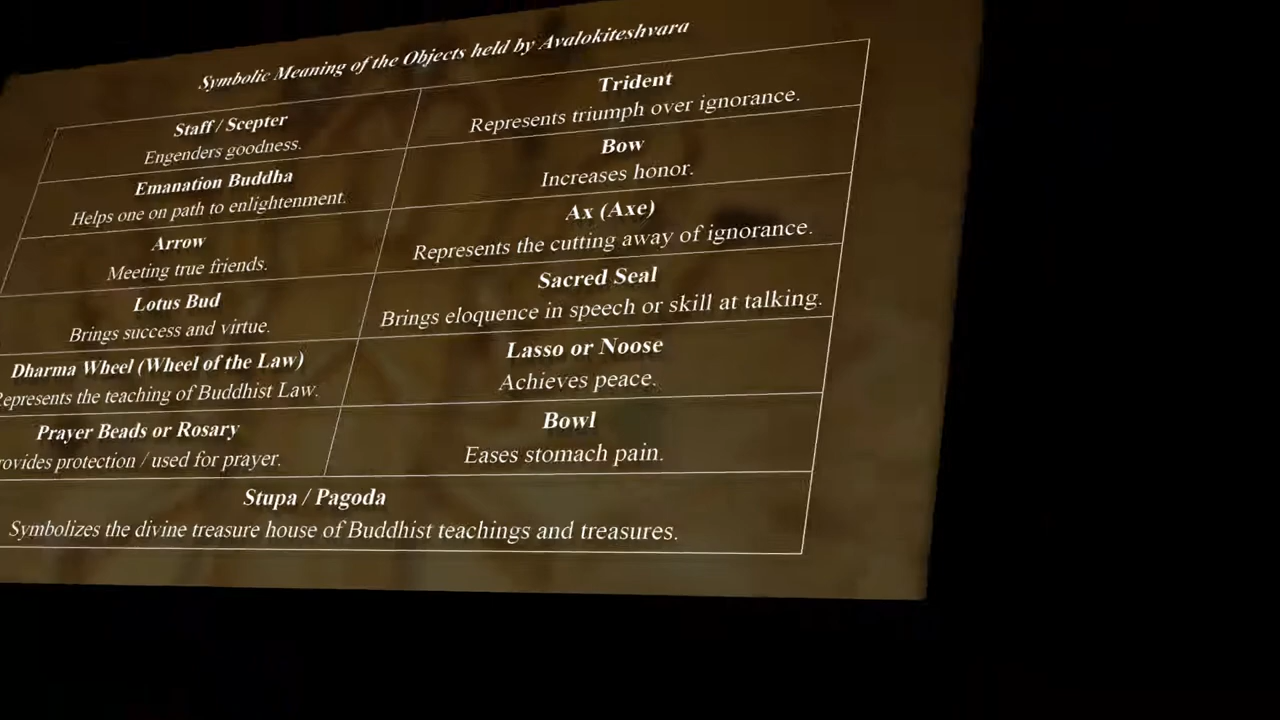 Symbolic Meaning of the Objects held by Avalokiteshvara
Staff / Scepter
Engenders goodness.
Trident
Represents triumph over ignorance.
Emanation Buddha
Helps one on path to enlightenment.
Bow
Increases honor.
Arrow
Meeting true friends.
Ax (Axe)
Represents the cutting away of ignorance.
Lotus Bud
Brings success and virtue.
Sacred Seal
Brings eloquence in speech or skill at talking.
Dharma Wheel (Wheel of the Law)
Represents the teaching of Buddhist Law.
Lasso or Noose
Achieves peace.
Prayer Beads or Rosary
rovides protection / used for prayer.
Bowl
Eases stomach pain.
Stupa / Pagoda
Symbolizes the divine treasure house of Buddhist teachings and treasures.